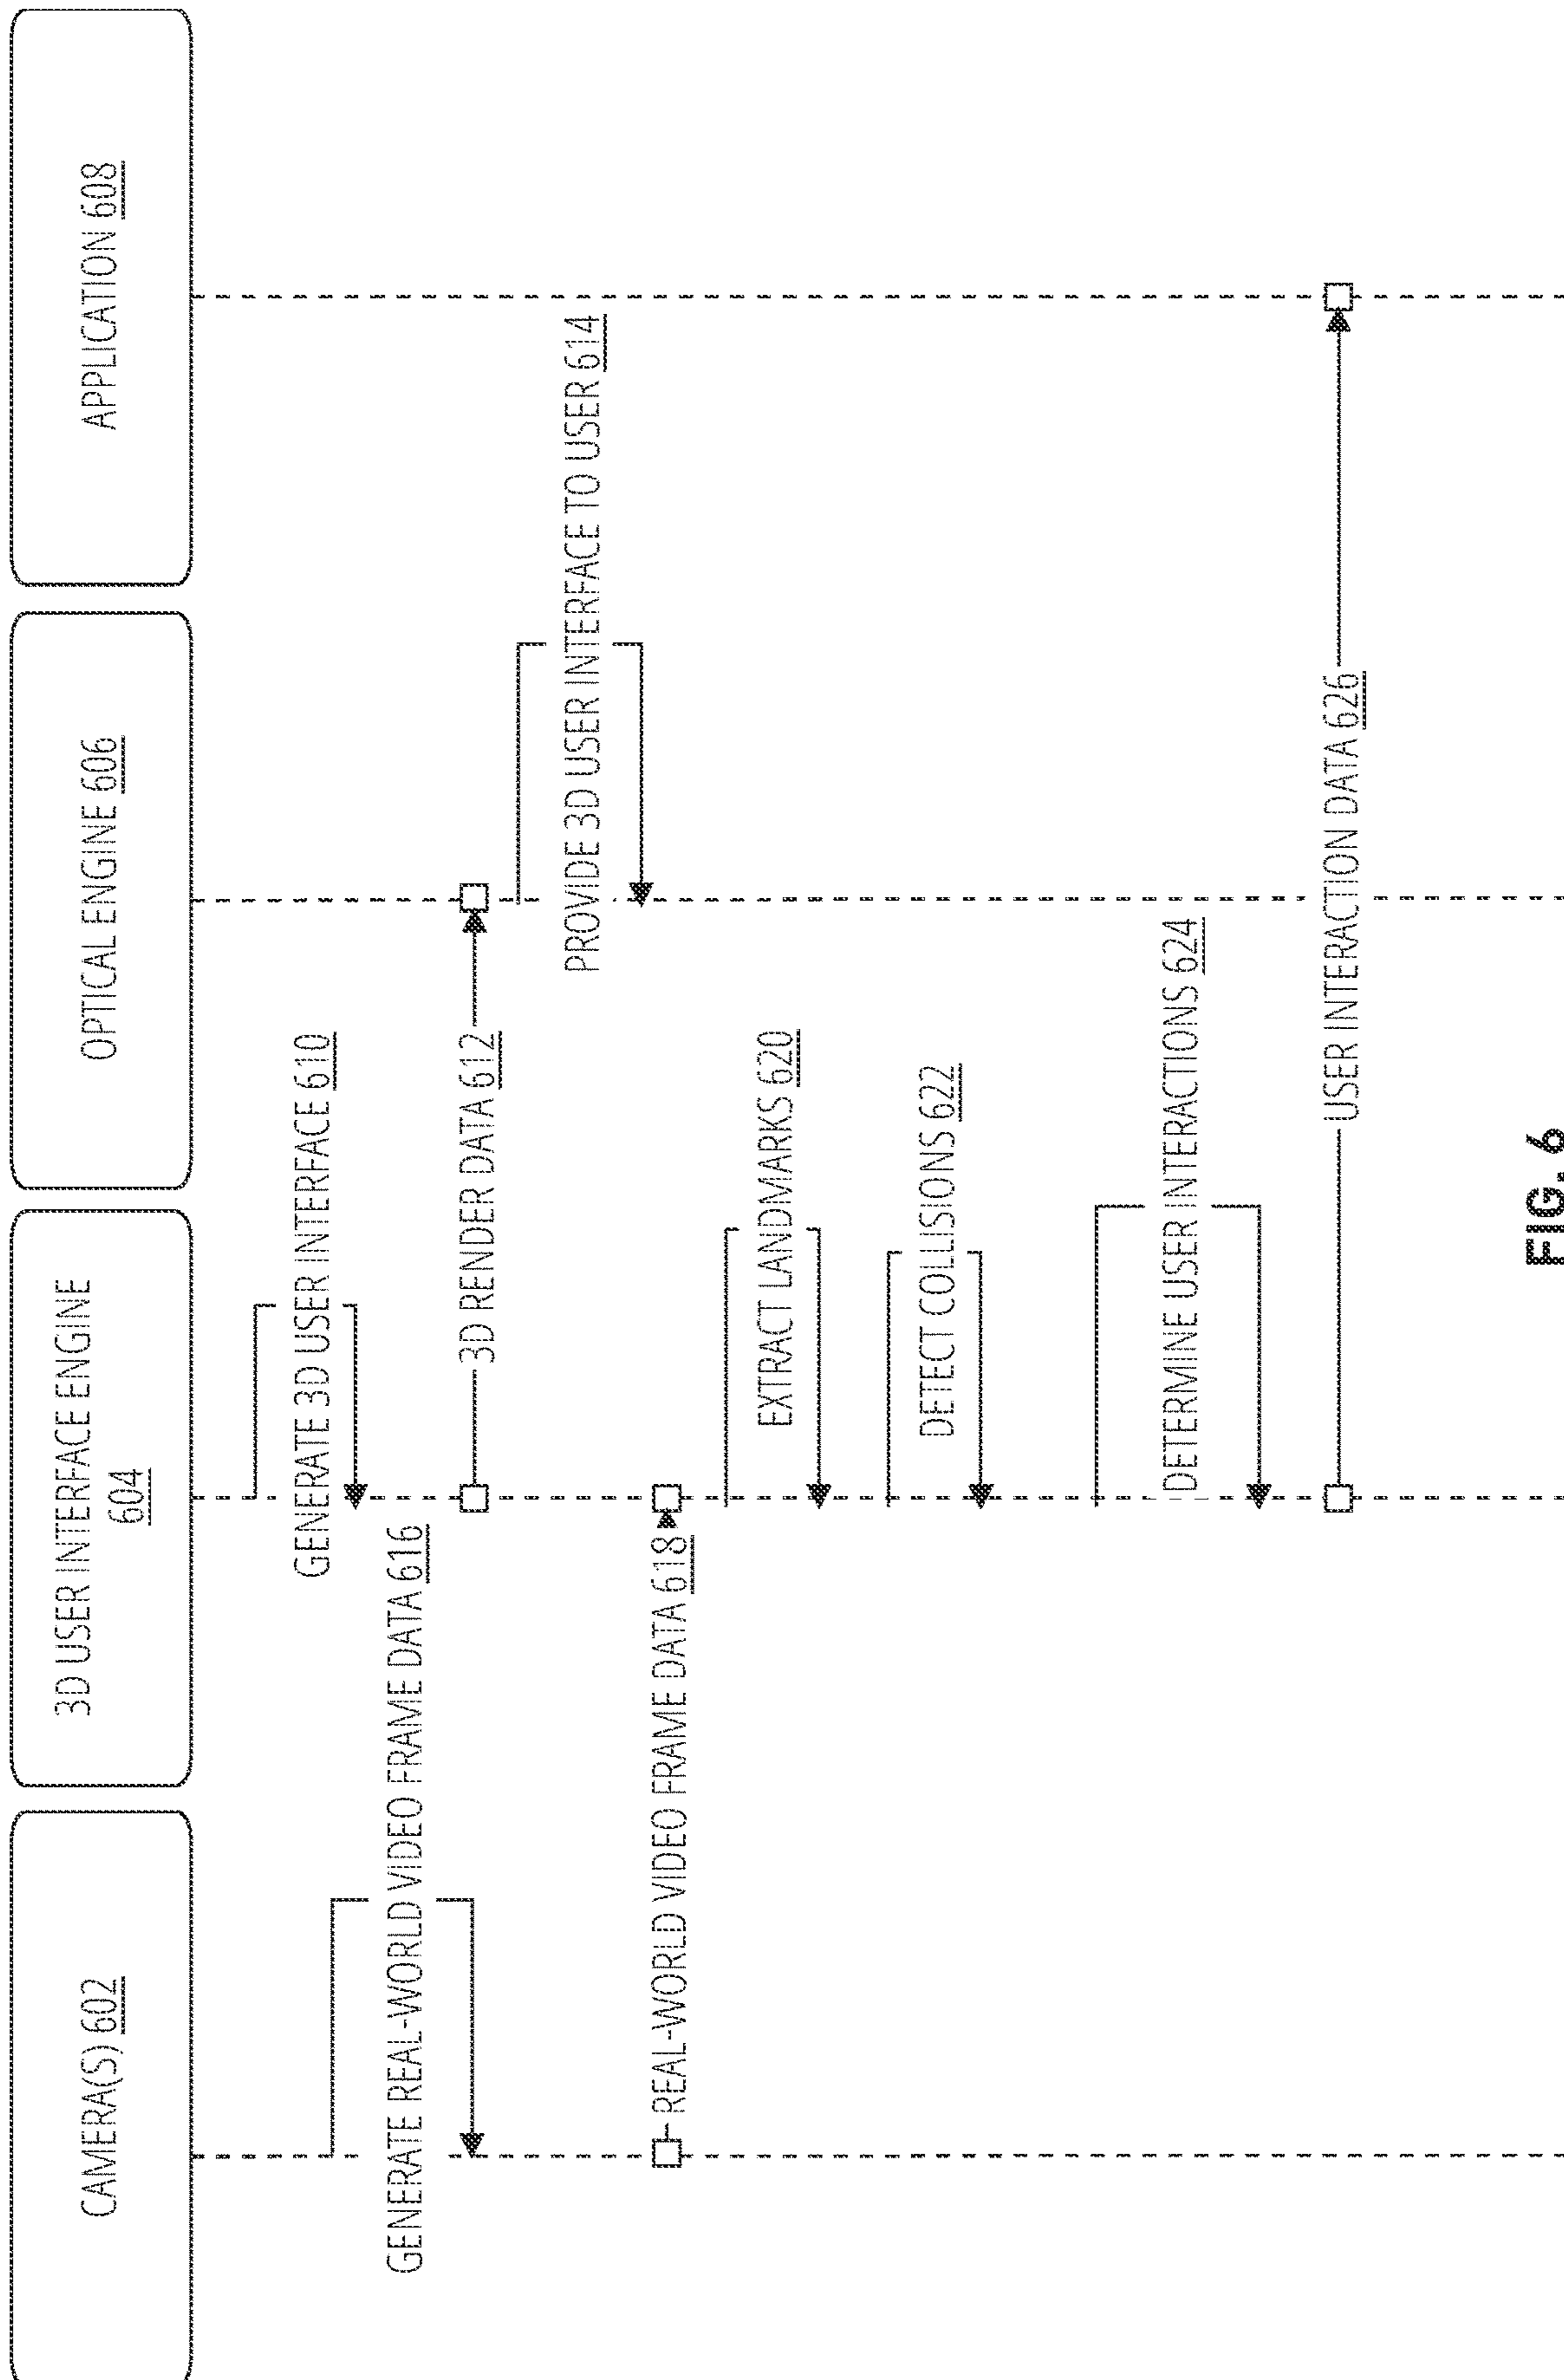 CAMERA(S) 602
3D USER INTERFACE ENGINE
604
OPTICAL ENGINE 606
APPLICATION 608
GENERATE 3D USER INTERFACE 610
GENERATE REAL-WORLD VIDEO FRAME DATA 616
3D RENDER DATA 612
PROVIDE 3D USER INTERFACE TO USER 614
REAL-WORLD VIDEO FRAME DATA 618
EXTRACT LANDMARKS 620
DETECT COLLISIONS 622
DETERMINE USER INTERACTIONS 624
USER INTERACTION DATA 626
FIG. 6